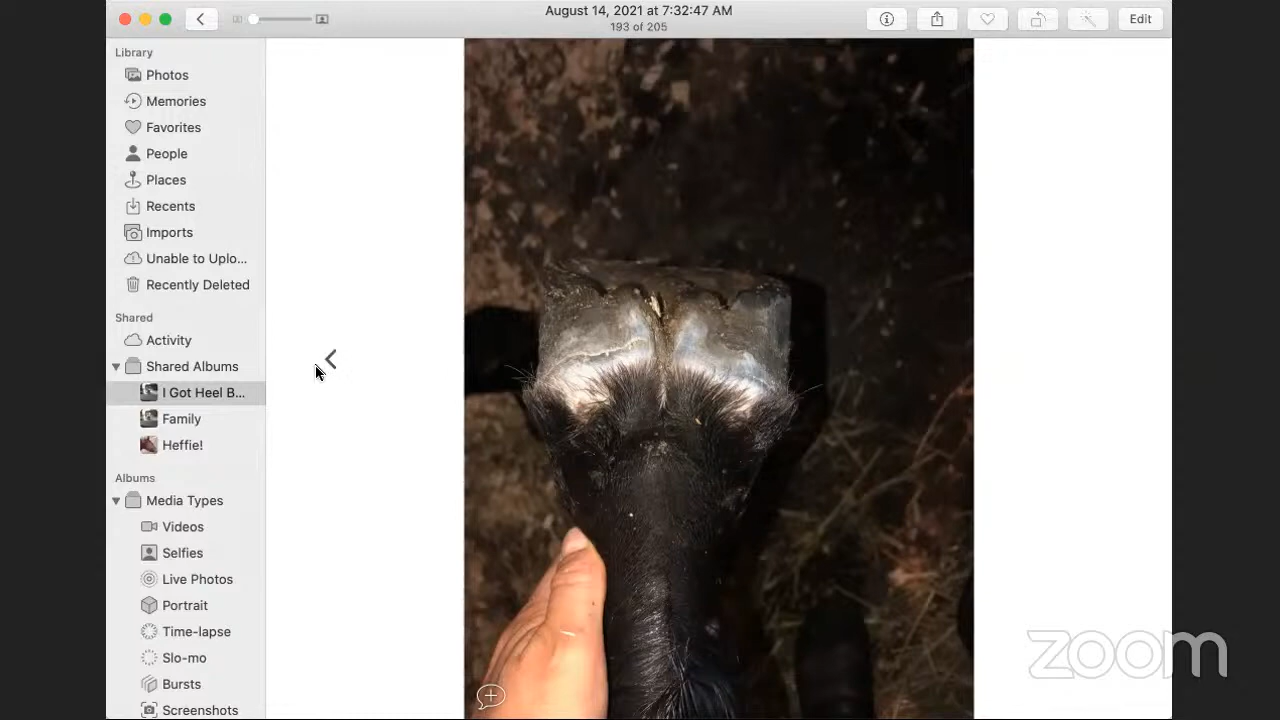 August 14, 2021 at 7:32:47 AM
193 of 205
Edit
Library
Photos
Memories
Favorites
People
Places
Recents
Imports
Unable to Uplo...
Recently Deleted
Shared
Activity
Shared Albums
I Got Heel B...
Family
Heffie!
Albums
Media Types
Videos
Selfies
Live Photos
Portrait
Time-lapse
Slo-mo
Bursts
Screenshots
zoom